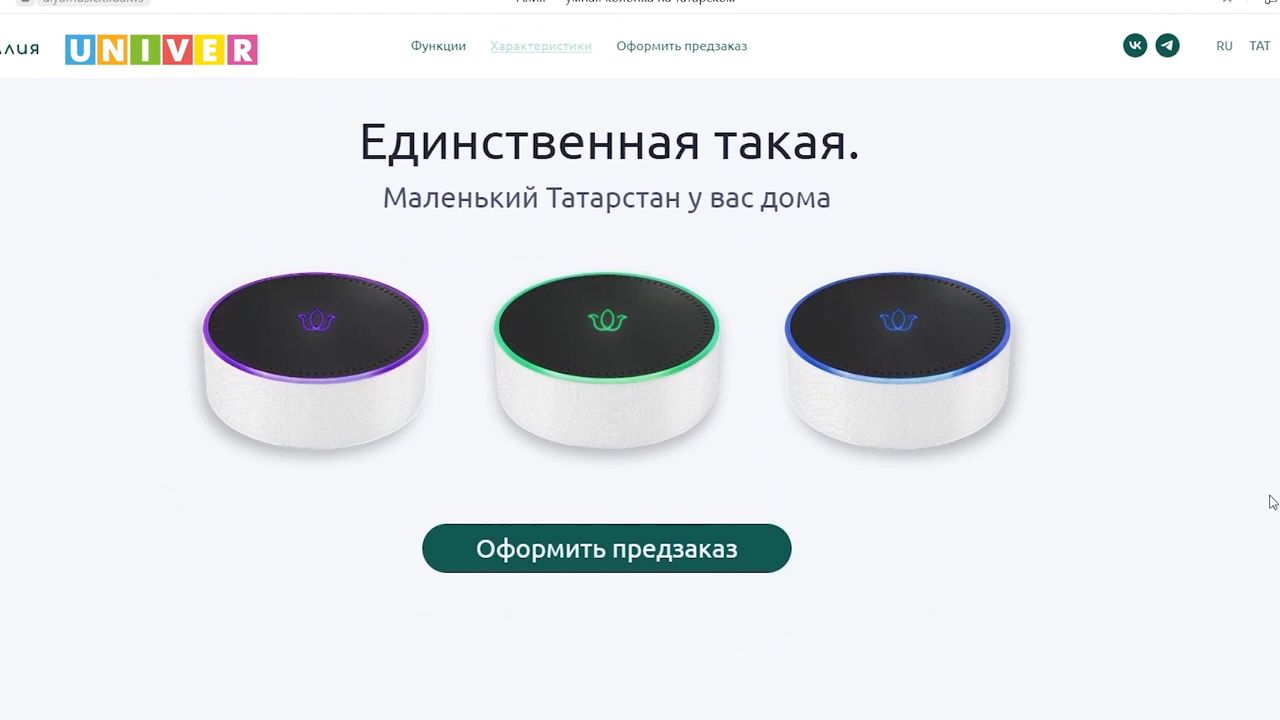 UNIVER
Функции Характеристики Оформить предзаказ
RU TAT
Единственная такая.
Маленький Татарстан у вас дома
Оформить предзаказ